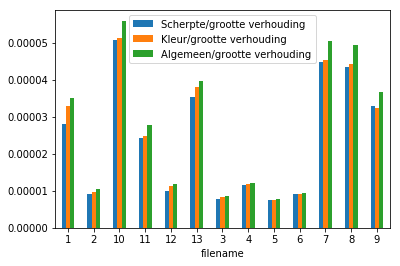 Scherpte/grootte verhouding
Kleur/grootte verhouding
Algemeen/grootte verhouding
0.00005
0.00004
0.00003
0.00002
0.00001
0.00000
1 2 10 11 12 13 3 4 5 6 7 8 9
filename